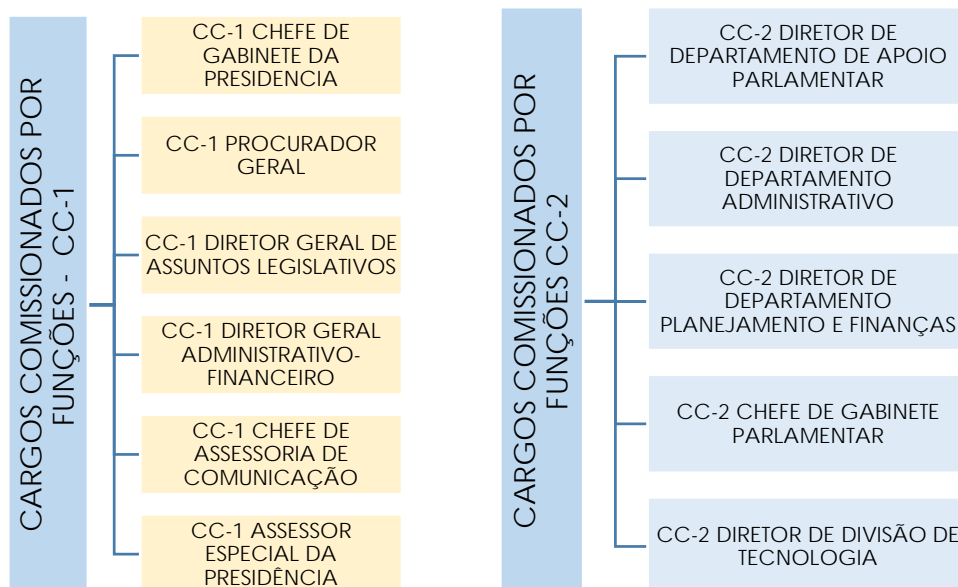 CARGOS COMISSIONADOS POR
FUNÇÕES - CC-1
CC-1 CHEFE DE
GABINETE DA
PRESIDENCIA
CC-1 PROCURADOR
GERAL
CC-1 DIRETOR GERAL DE
ASSUNTOS LEGISLATIVOS
CC-1 DIRETOR GERAL
ADMINISTRATIVO-
FINANCEIRO
CC-1 CHEFE DE
ASSESSORIA DE
COMUNICAÇÃO
CC-1 ASSESSOR
ESPECIAL DA
PRESIDÊNCIA
CARGOS COMISSIONADOS POR
FUNÇÕES CC-2
CC-2 DIRETOR DE
DEPARTAMENTO DE APOIO
PARLAMENTAR
CC-2 DIRETOR DE
DEPARTAMENTO
ADMINISTRATIVO
CC-2 DIRETOR DE
DEPARTAMENTO
PLANEJAMENTO E FINANÇAS
CC-2 CHEFE DE GABINETE
PARLAMENTAR
CC-2 DIRETOR DE DIVISÃO DE
TECNOLOGIA